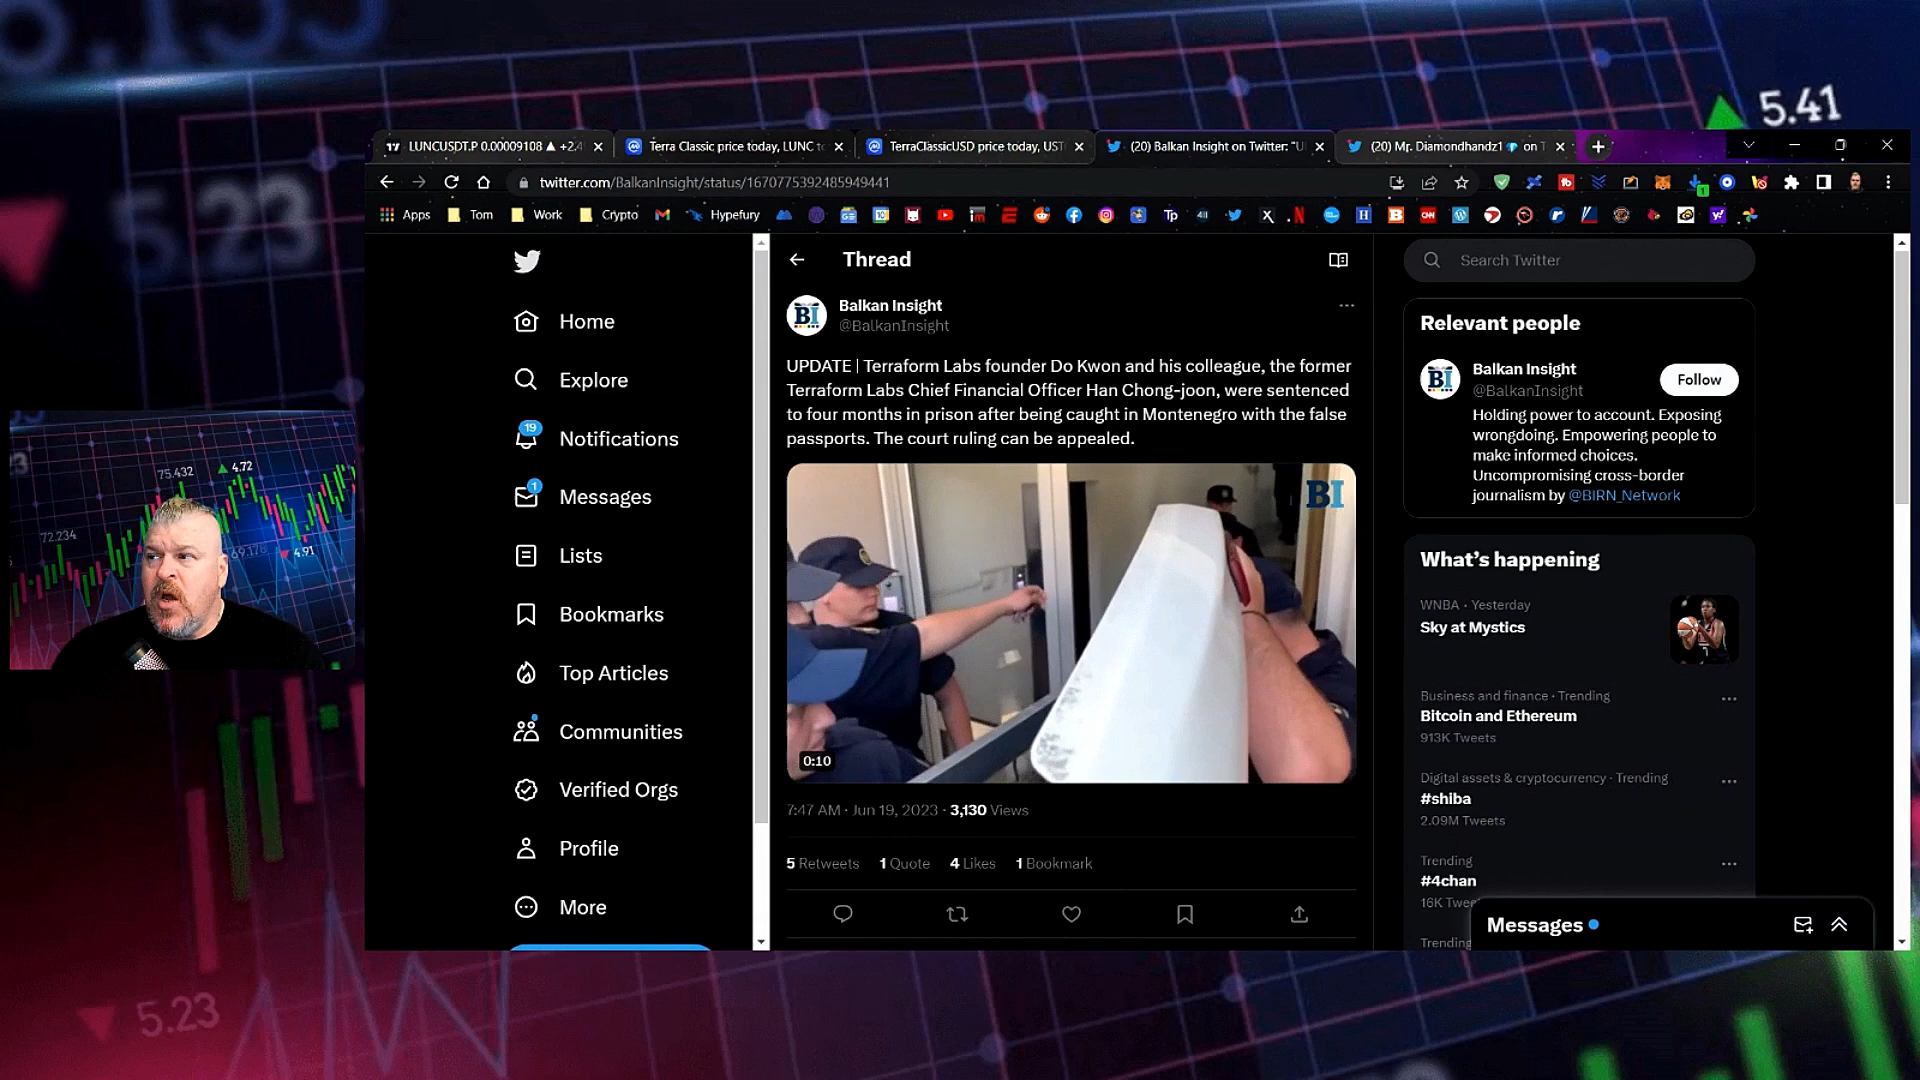 5.23
5.41
LUNCUSDT.P 0.00009108 ▲ +2.4
Terra Classic price today, LUNC to
TerraClassicUSD price today, UST
(20) Balkan Insight on Twitter: "U
(20) Mr. Diamondhandz1 on T
twitter.com/BalkanInsight/status/1670775392485949441
Apps
Tom
Work
Crypto
Hypefury
Home
Explore
19
Notifications
1
Messages
Lists
Bookmarks
Top Articles
Communities
Verified Orgs
Profile
More
Thread
BI
Balkan Insight
@BalkanInsight
UPDATE | Terraform Labs founder Do Kwon and his colleague, the former
Terraform Labs Chief Financial Officer Han Chong-joon, were sentenced
to four months in prison after being caught in Montenegro with the false
passports. The court ruling can be appealed.
BI
0:10
7:47 AM · Jun 19, 2023 · 3,130 Views
5 Retweets 1 Quote 4 Likes 1 Bookmark
Search Twitter
Relevant people
BI
Balkan Insight
@BalkanInsight
Follow
Holding power to account. Exposing
wrongdoing. Empowering people to
make informed choices.
Uncompromising cross-border
journalism by @BIRN_Network
What's happening
WNBA · Yesterday
Sky at Mystics
Business and finance · Trending
Bitcoin and Ethereum
913K Tweets
Digital assets & cryptocurrency · Trending
#shiba
2.09M Tweets
Trending
#4chan
16K
Trending
Messages
75.432
4.72
72.234
69.178
4.91
5.23